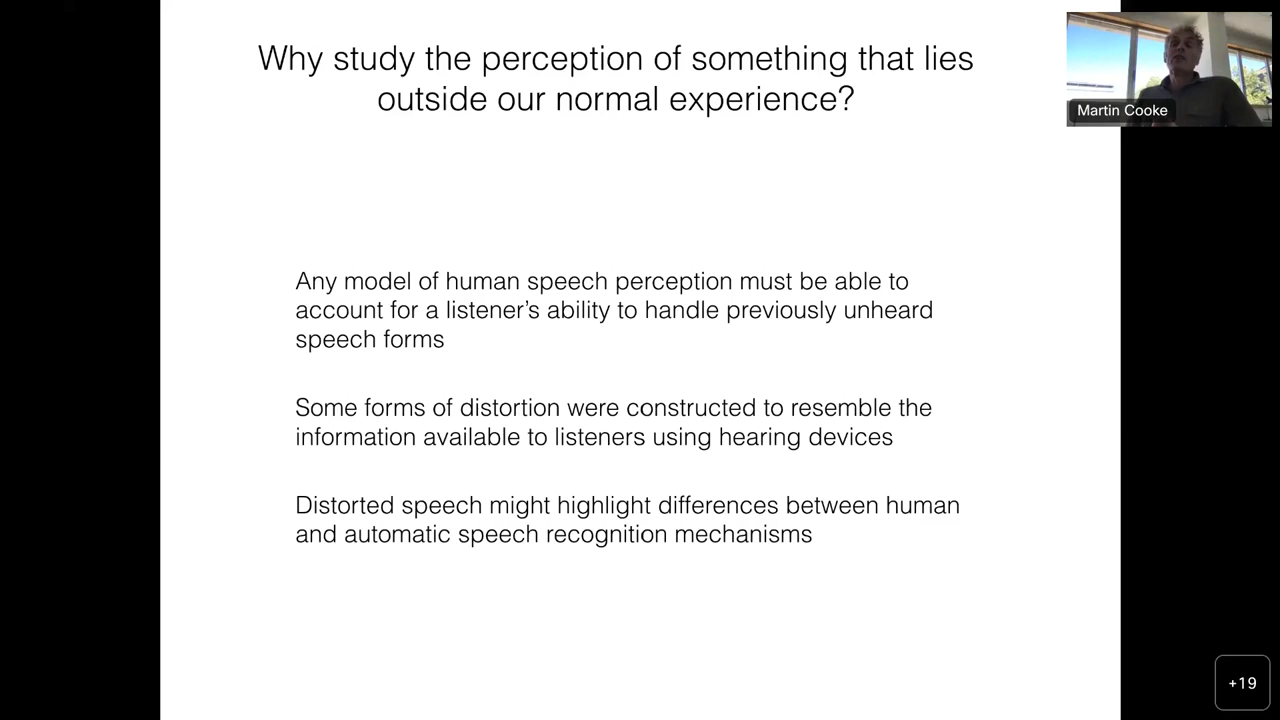 Why study the perception of something that lies
outside our normal experience?
Martin Cooke
Any model of human speech perception must be able to
account for a listener’s ability to handle previously unheard
speech forms
Some forms of distortion were constructed to resemble the
information available to listeners using hearing devices
Distorted speech might highlight differences between human
and automatic speech recognition mechanisms
+19